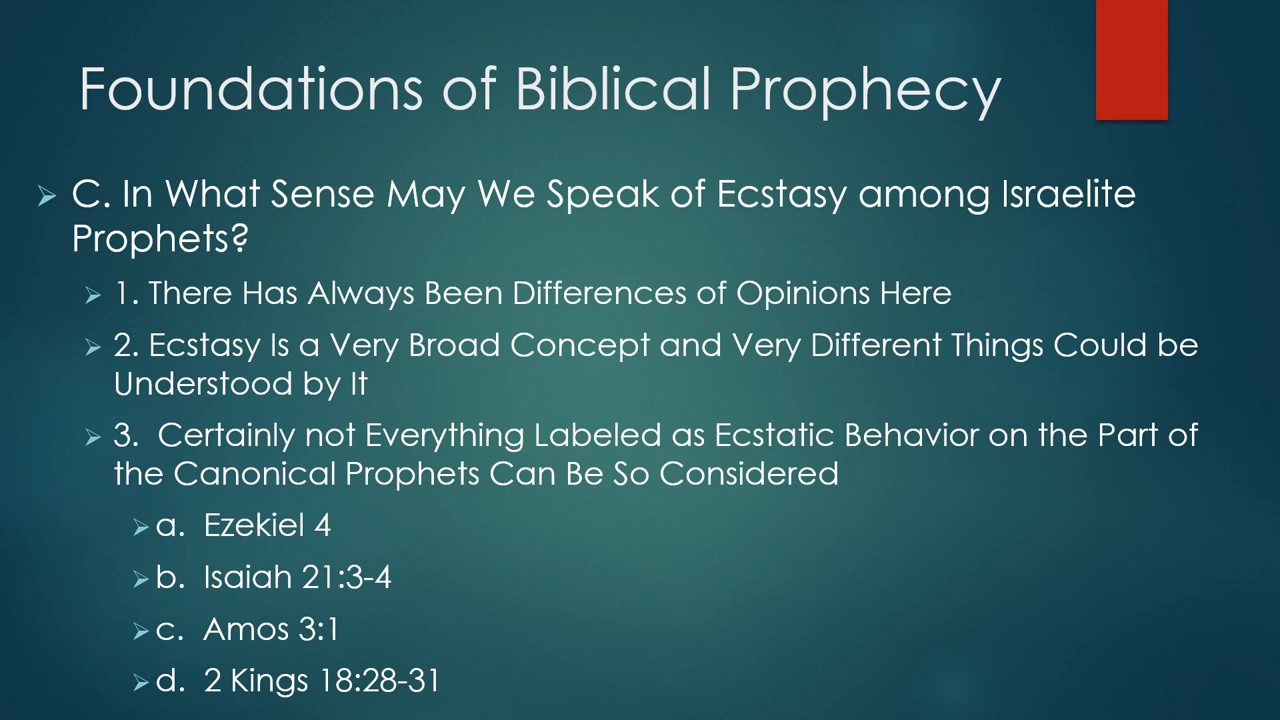 Foundations of Biblical Prophecy
C. In What Sense May We Speak of Ecstasy among Israelite
Prophets?
1. There Has Always Been Differences of Opinions Here
2. Ecstasy Is a Very Broad Concept and Very Different Things Could be
Understood by It
3.  Certainly not Everything Labeled as Ecstatic Behavior on the Part of
the Canonical Prophets Can Be So Considered
a.  Ezekiel 4
b.  Isaiah 21:3-4
c.  Amos 3:1
d.  2 Kings 18:28-31